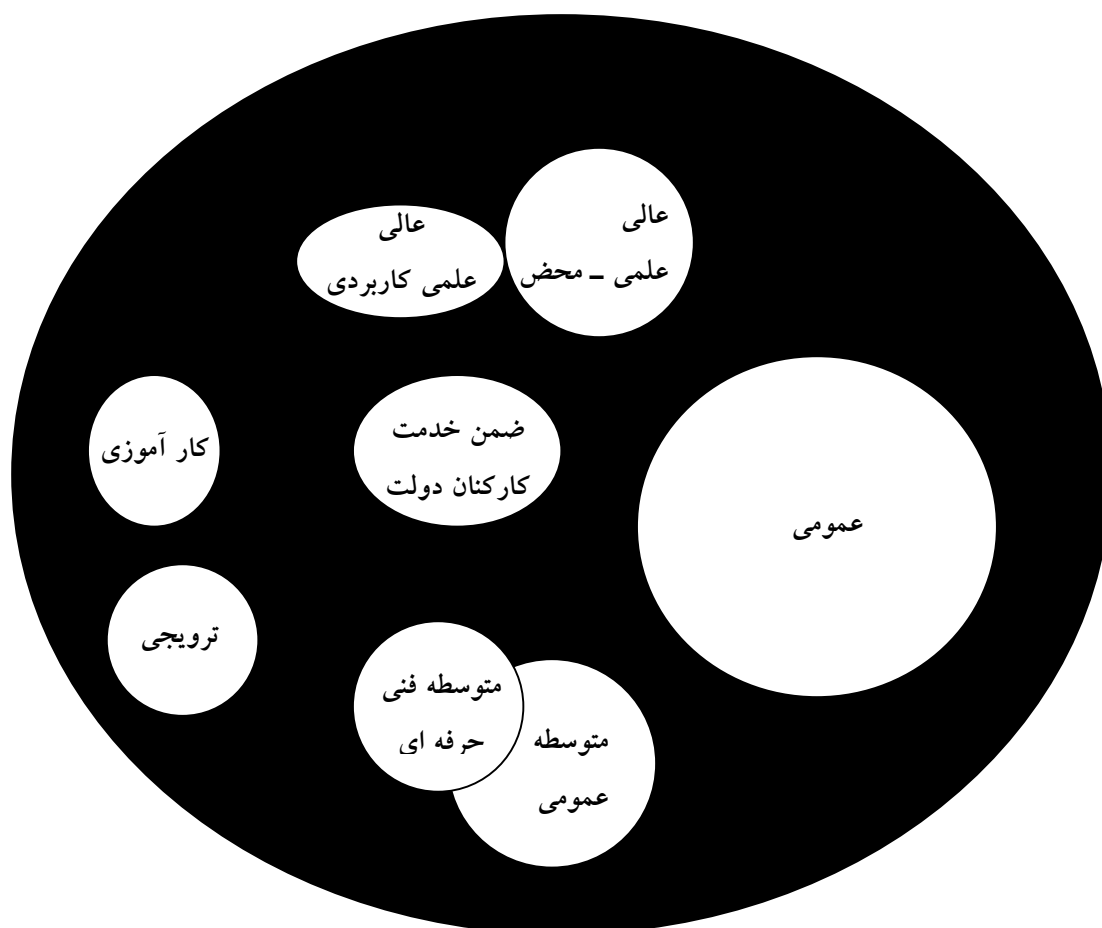 عالی
علمی ـ محض
عالی
علمی کاربردی
عمومی
ضمن خدمت
کارکنان دولت
کار آموزی
ترویجی
متوسطه فنی
حرفه ای
متوسطه
عمومی